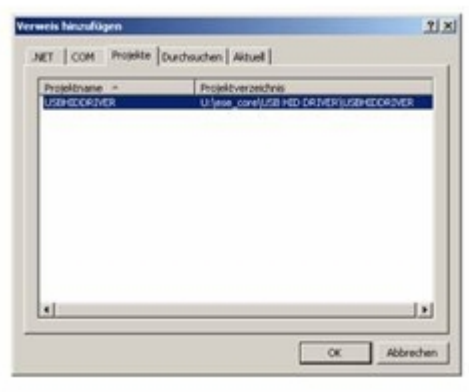 Verweis hinzufügen
.NET COM Projekte Durchsuchen Aktuell
Projektname Projektverzeichnis
USBHIDDRIVER U:\ese_core\USB HID DRIVER\USBHIDDRIVER
OK Abbrechen